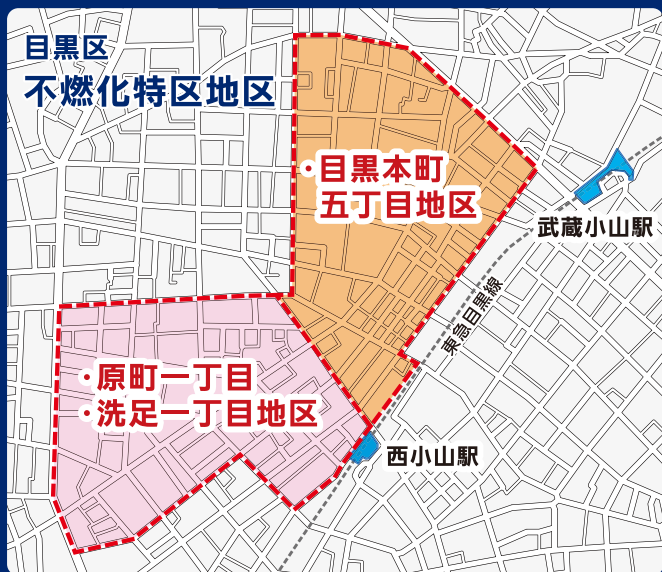 目黒区
不燃化特区地区
・目黒本町
五丁目地区
武蔵小山駅
東急目黒線
・原町一丁目
・洗足一丁目地区
西小山駅